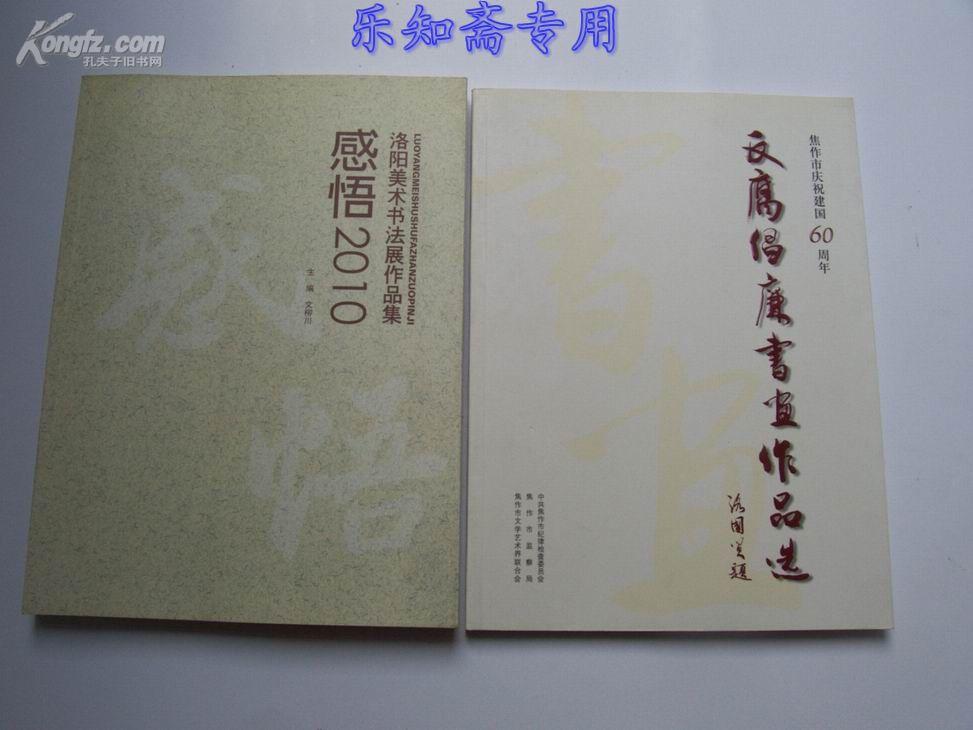 Kongfz.com
孔夫子旧书网
乐知斋专用
LUOYANGMEISHUSHUFAZHANZUOPINJI
洛阳美术书法展作品集
感悟2010
主编 文柳川
感悟
焦作市庆祝建国60周年
反腐倡廉书画作品选
中共焦作市纪律检查委员会
焦作市监察局
焦作市文学艺术界联合会
書画